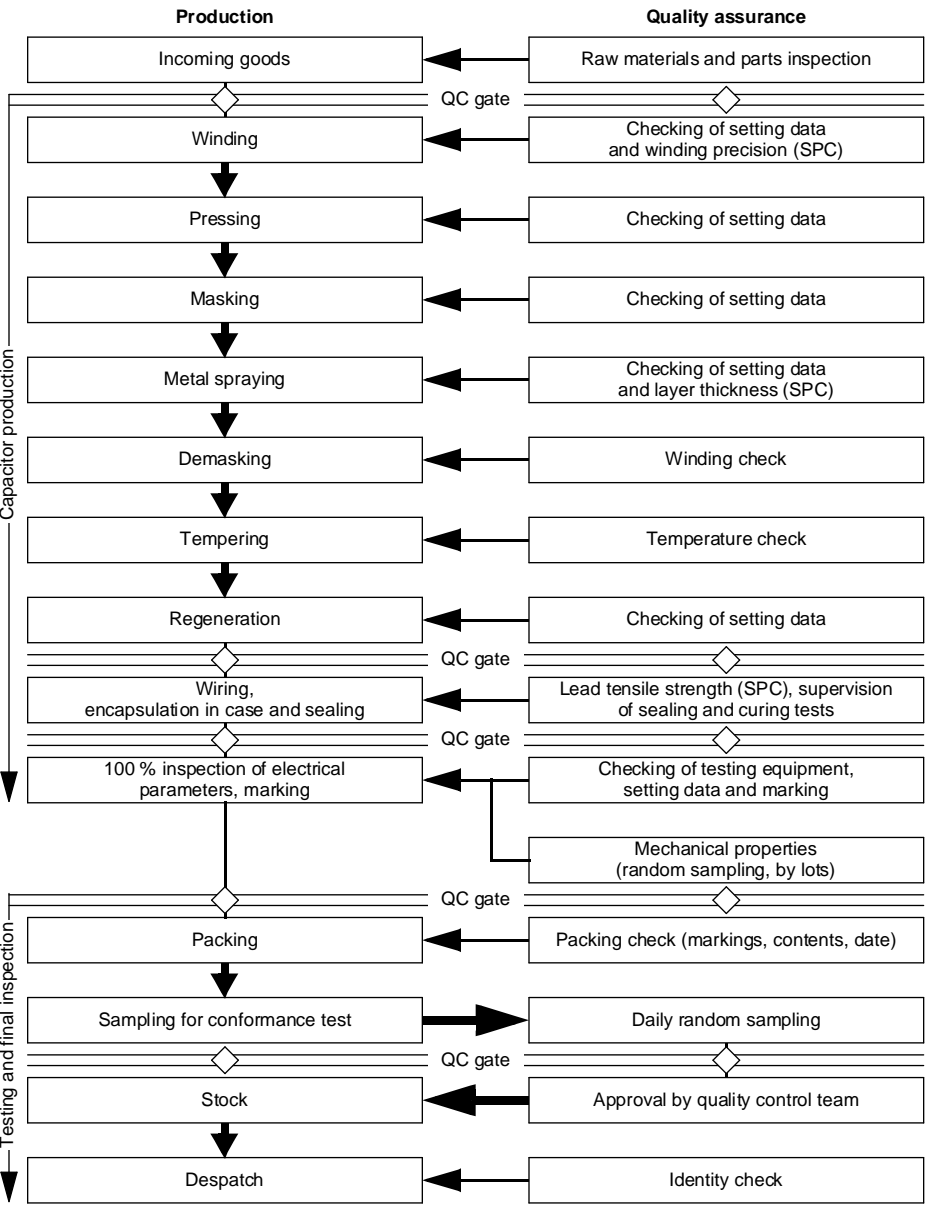 Production
Quality assurance
Incoming goods
Raw materials and parts inspection
QC gate
Winding
Checking of setting data
and winding precision (SPC)
Pressing
Checking of setting data
Masking
Checking of setting data
Metal spraying
Checking of setting data
and layer thickness (SPC)
Capacitor production
Demasking
Winding check
Tempering
Temperature check
Regeneration
Checking of setting data
QC gate
Wiring,
encapsulation in case and sealing
Lead tensile strength (SPC), supervision
of sealing and curing tests
QC gate
100 % inspection of electrical
parameters, marking
Checking of testing equipment,
setting data and marking
Mechanical properties
(random sampling, by lots)
QC gate
Packing
Packing check (markings, contents, date)
Testing and final inspection
Sampling for conformance test
Daily random sampling
QC gate
Stock
Approval by quality control team
Despatch
Identity check